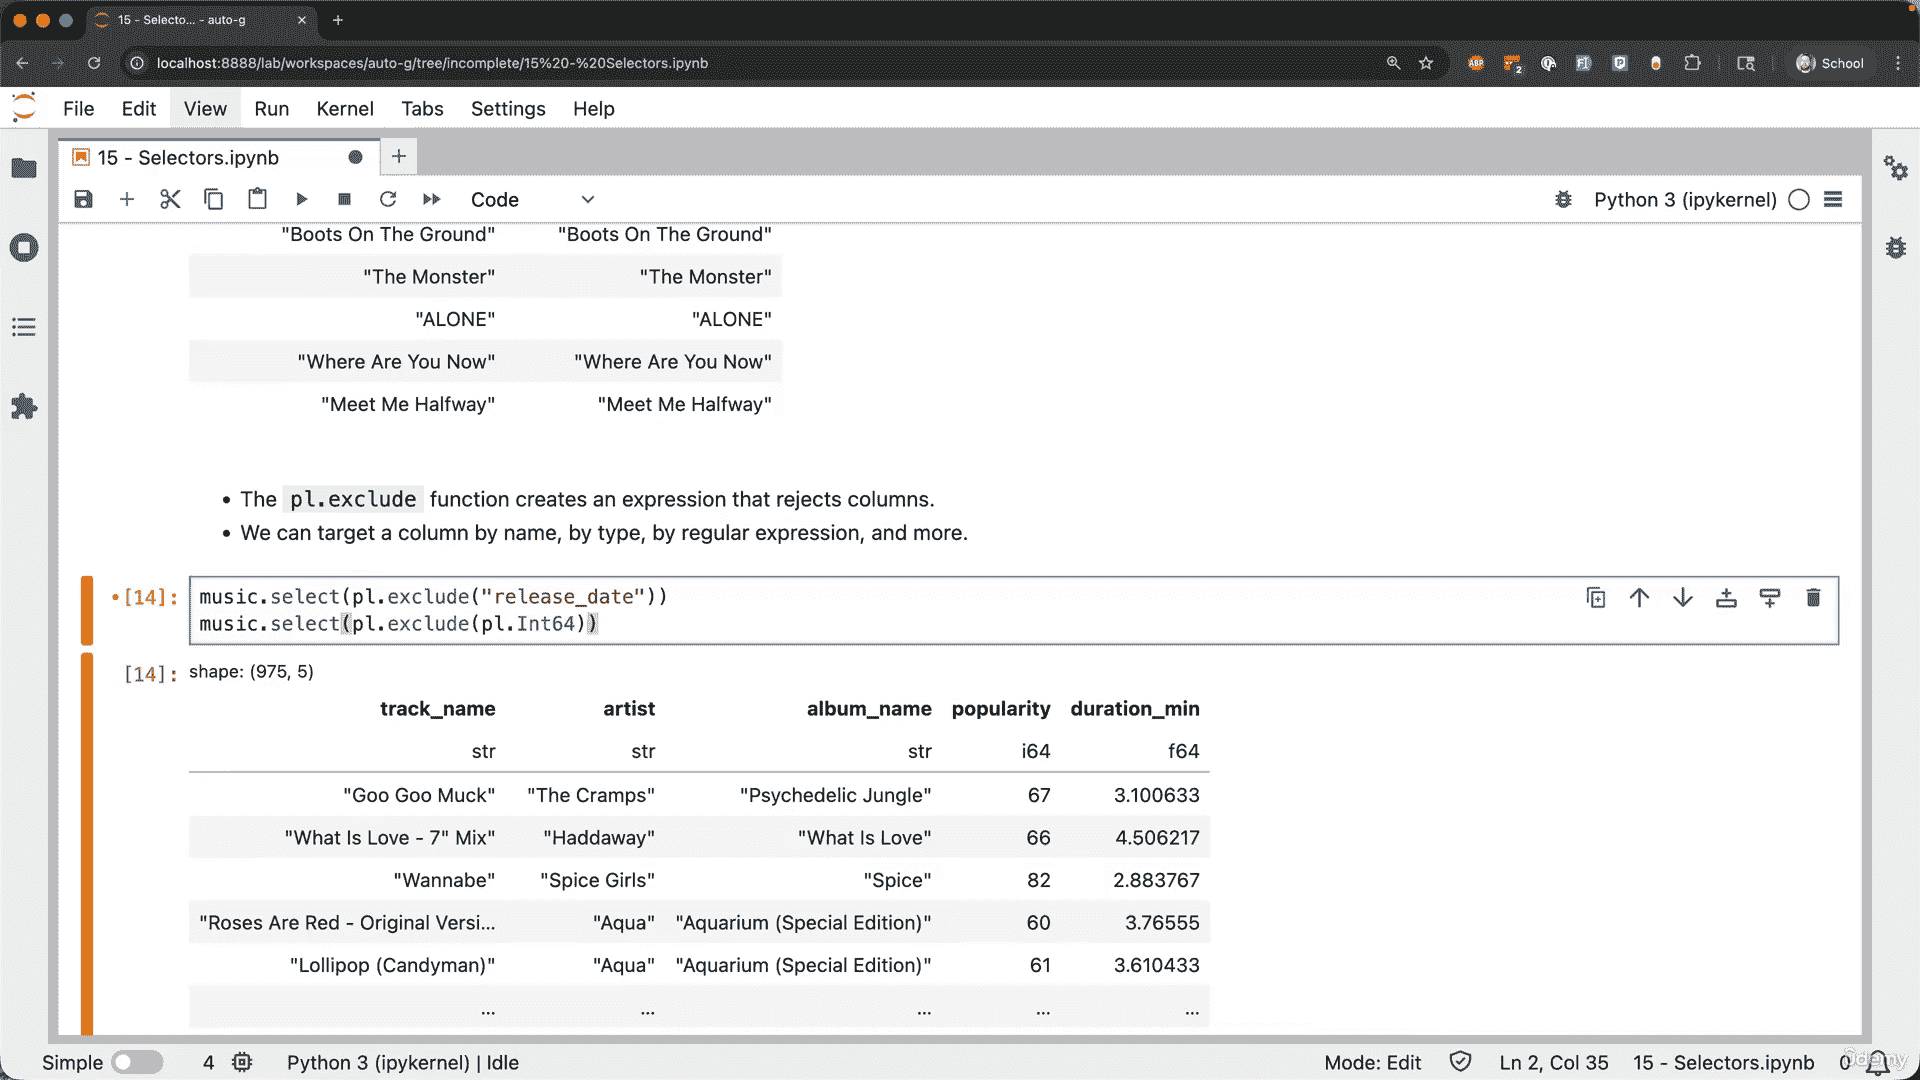 15 - Selecto... - auto-g
localhost:8888/lab/workspaces/auto-g/tree/incomplete/15%20-%20Selectors.ipynb
ABP
2
School
File Edit View Run Kernel Tabs Settings Help
15 - Selectors.ipynb
Code
Python 3 (ipykernel)
"Boots On The Ground" "Boots On The Ground"
"The Monster" "The Monster"
"ALONE" "ALONE"
"Where Are You Now" "Where Are You Now"
"Meet Me Halfway" "Meet Me Halfway"
• The pl.exclude function creates an expression that rejects columns.
• We can target a column by name, by type, by regular expression, and more.
[14]: music.select(pl.exclude("release_date"))
music.select(pl.exclude(pl.Int64))
[14]: shape: (975, 5)
track_name artist album_name popularity duration_min
str str str i64 f64
"Goo Goo Muck" "The Cramps" "Psychedelic Jungle" 67 3.100633
"What Is Love - 7" Mix" "Haddaway" "What Is Love" 66 4.506217
"Wannabe" "Spice Girls" "Spice" 82 2.883767
"Roses Are Red - Original Versi... "Aqua" "Aquarium (Special Edition)" 60 3.76555
"Lollipop (Candyman)" "Aqua" "Aquarium (Special Edition)" 61 3.610433
... ... ... ... ...
Simple 4 Python 3 (ipykernel) | Idle Mode: Edit Ln 2, Col 35 15 - Selectors.ipynb 0
Udemy